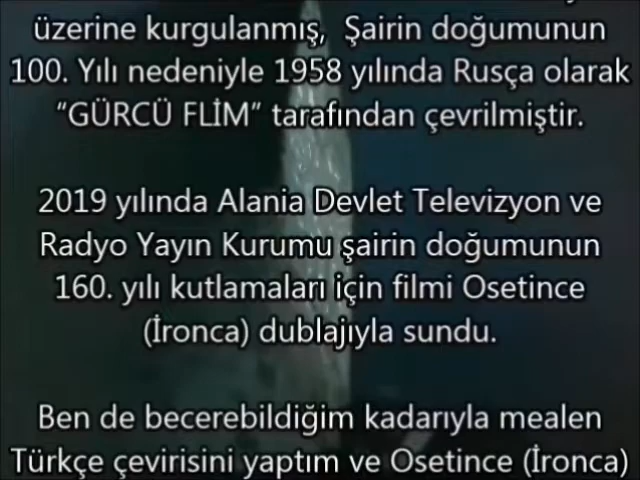 üzerine kurgulanmış, Şairin doğumunun
100. Yılı nedeniyle 1958 yılında Rusça olarak
“GÜRCÜ FLİM” tarafından çevrilmiştir.
2019 yılında Alania Devlet Televizyon ve
Radyo Yayın Kurumu şairin doğumunun
160. yılı kutlamaları için filmi Osetince
(İronca) dublajıyla sundu.
Ben de becerebildiğim kadarıyla mealen
Türkçe çevirisini yaptım ve Osetince (İronca)